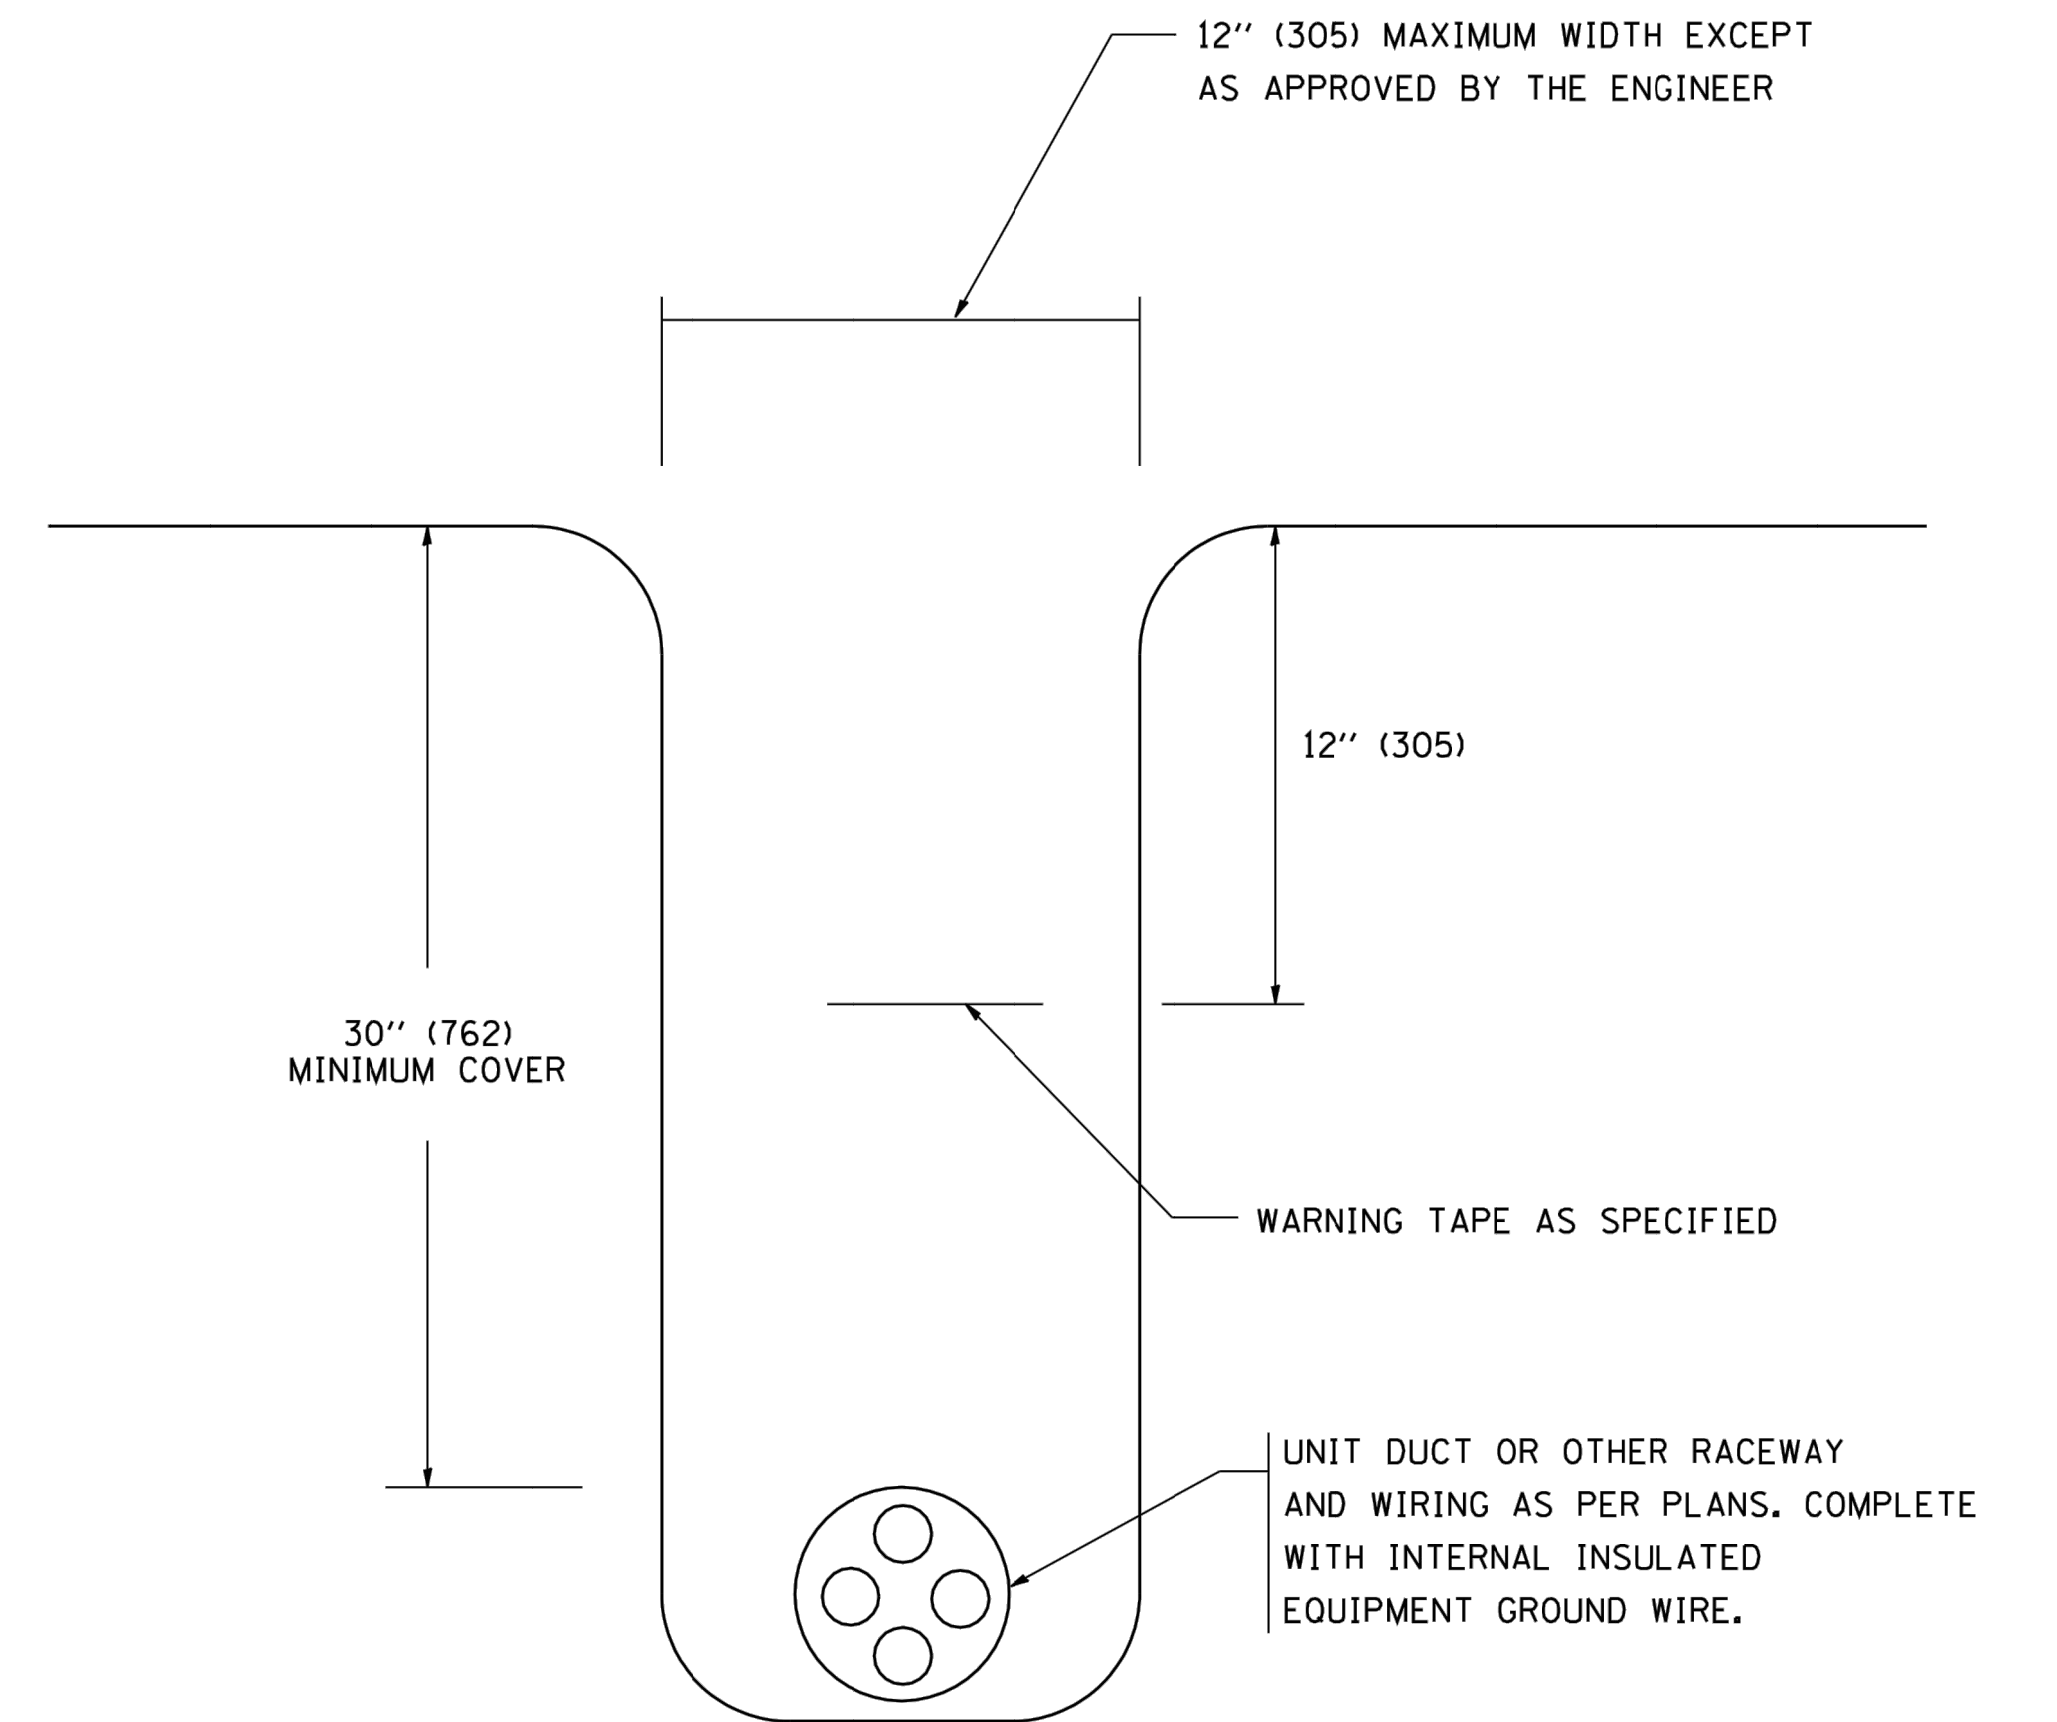 12" (305) MAXIMUM WIDTH EXCEPT
AS APPROVED BY THE ENGINEER
12" (305)
30" (762)
MINIMUM COVER
WARNING TAPE AS SPECIFIED
UNIT DUCT OR OTHER RACEWAY
AND WIRING AS PER PLANS. COMPLETE
WITH INTERNAL INSULATED
EQUIPMENT GROUND WIRE.